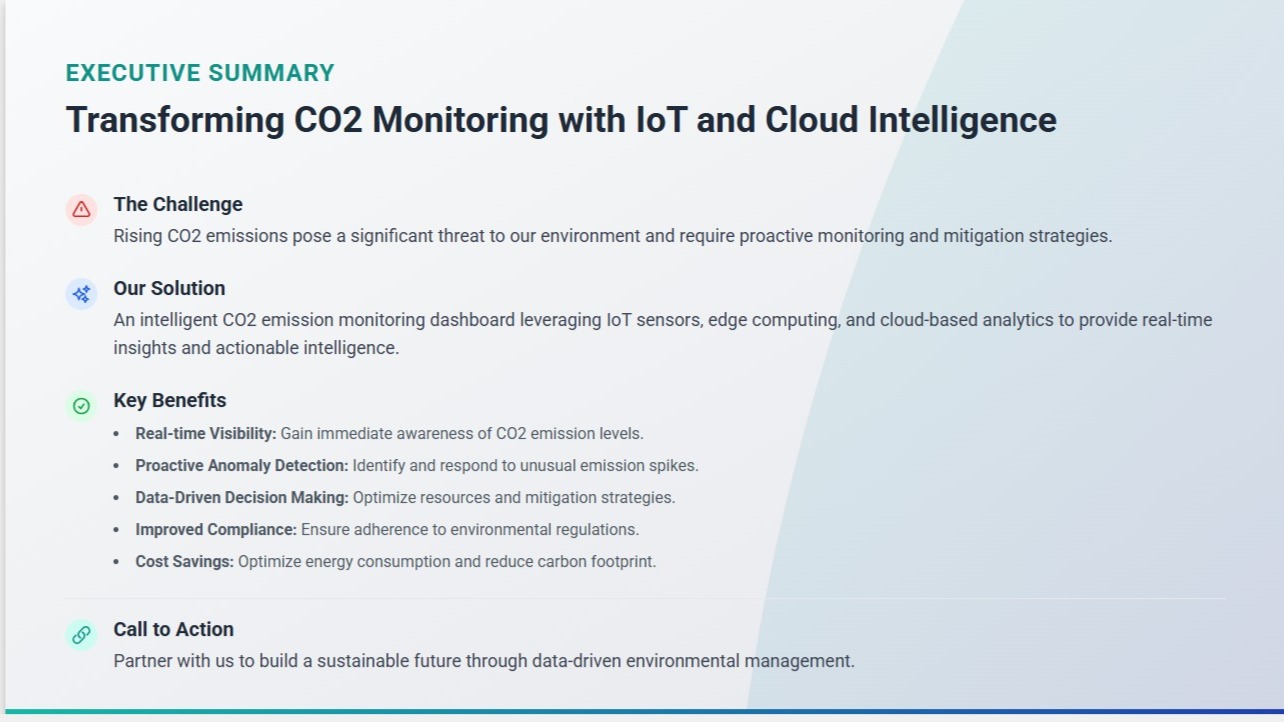 EXECUTIVE SUMMARY
Transforming CO2 Monitoring with IoT and Cloud Intelligence
The Challenge
Rising CO2 emissions pose a significant threat to our environment and require proactive monitoring and mitigation strategies.
Our Solution
An intelligent CO2 emission monitoring dashboard leveraging IoT sensors, edge computing, and cloud-based analytics to provide real-time
insights and actionable intelligence.
Key Benefits
• Real-time Visibility: Gain immediate awareness of CO2 emission levels.
• Proactive Anomaly Detection: Identify and respond to unusual emission spikes.
• Data-Driven Decision Making: Optimize resources and mitigation strategies.
• Improved Compliance: Ensure adherence to environmental regulations.
• Cost Savings: Optimize energy consumption and reduce carbon footprint.
Call to Action
Partner with us to build a sustainable future through data-driven environmental management.